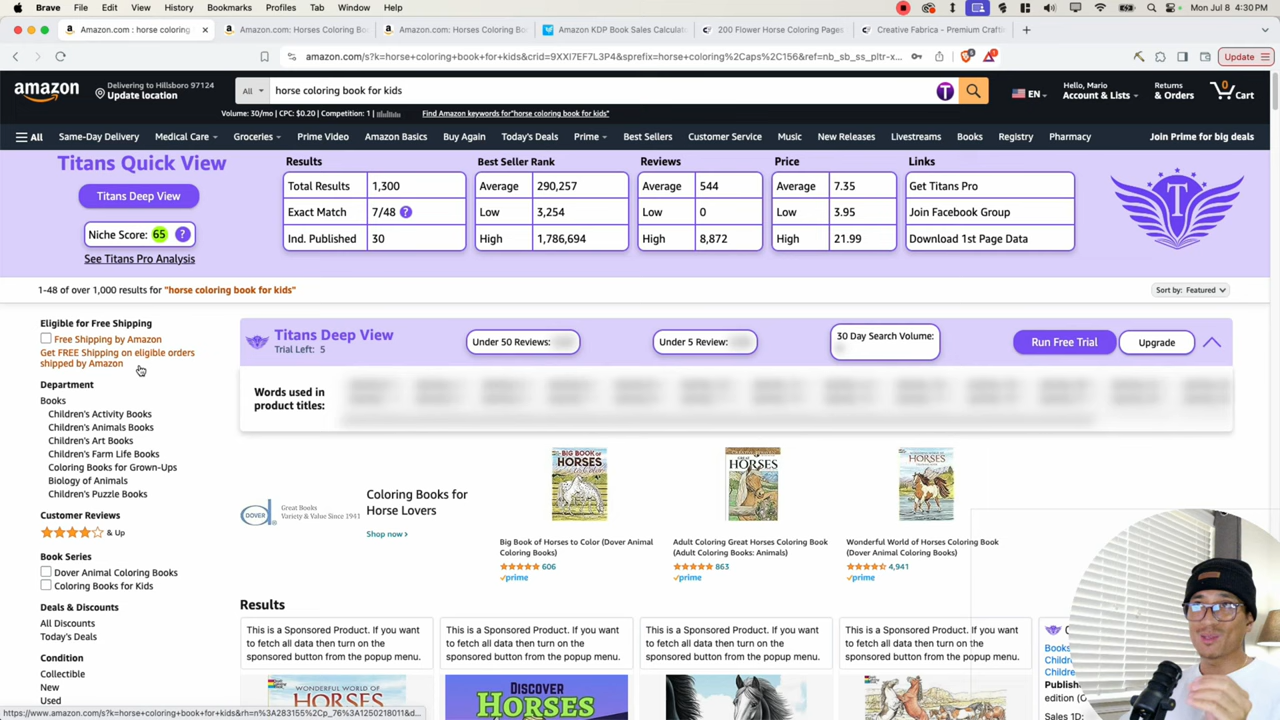 Brave File Edit View History Bookmarks Profiles Tab Window Help Mon Jul 8 4:30 PM
Amazon.com : horse coloring Amazon.com: Horses Coloring Bo Amazon.com: Horses Coloring Bo Amazon KDP Book Sales Calculat 200 Flower Horse Coloring Pages Creative Fabrica - Premium Craft
amazon.com/s?k=horse+coloring+book+for+kids&crid=9XXI7EF7L3P4&sprefix=horse+coloring%2Caps%2C156&ref=nb_sb_ss_pltr-x... Update
amazon Delivering to Hillsboro 97124 Update location
All horse coloring book for kids T
EN Hello, Mario Account & Lists Returns & Orders 0 Cart
Volume: 30/mo | CPC: $0.20 | Competition: 1 Find Amazon keywords for"horse coloring book for kids"
All Same-Day Delivery Medical Care Groceries Prime Video Amazon Basics Buy Again Today's Deals Prime Best Sellers Customer Service Music New Releases Livestreams Books Registry Pharmacy Join Prime for big deals
Titans Quick View
Titans Deep View
Niche Score: 65 ?
See Titans Pro Analysis
Results
Total Results 1,300
Exact Match 7/48 ?
Ind. Published 30
Best Seller Rank
Average 290,257
Low 3,254
High 1,786,694
Reviews
Average 544
Low 0
High 8,872
Price
Average 7.35
Low 3.95
High 21.99
Links
Get Titans Pro
Join Facebook Group
Download 1st Page Data
T
1-48 of over 1,000 results for "horse coloring book for kids"
Sort by: Featured
Eligible for Free Shipping
Free Shipping by Amazon
Get FREE Shipping on eligible orders
shipped by Amazon
Department
Books
Children's Activity Books
Children's Animals Books
Children's Art Books
Children's Farm Life Books
Coloring Books for Grown-Ups
Biology of Animals
Children's Puzzle Books
Customer Reviews
& Up
Book Series
Dover Animal Coloring Books
Coloring Books for Kids
Deals & Discounts
All Discounts
Today's Deals
Condition
Collectible
New
Used
Titans Deep View
Trial Left: 5
Under 50 Reviews:
Under 5 Review:
30 Day Search Volume:
Run Free Trial
Upgrade
Words used in
product titles:
DOVER
Great Books
Variety & Value Since 1941
Coloring Books for
Horse Lovers
Shop now ›
BIG BOOK OF
HORSES
Big Book of Horses to Color (Dover Animal
Coloring Books)
606
prime
HORSES
Adult Coloring Great Horses Coloring Book
(Adult Coloring Books: Animals)
863
prime
HORSES
Wonderful World of Horses Coloring Book
(Dover Animal Coloring Books)
4,941
prime
Results
This is a Sponsored Product. If you want
to fetch all data then turn on the
sponsored button from the popup menu.
This is a Sponsored Product. If you want
to fetch all data then turn on the
sponsored button from the popup menu.
This is a Sponsored Product. If you want
to fetch all data then turn on the
sponsored button from the popup menu.
This is a Sponsored Product. If you want
to fetch all data then turn on the
sponsored button from the popup menu.
Books
Childre
Childre
Publish
edition (
Sales 1D:
WONDERFUL WORLD OF
HORSES
DISCOVER
HORSES
https://www.amazon.com/s?k=horse+coloring+book+for+kids&rh=n%3A283155%2Cp_76%3A1250218011&d...